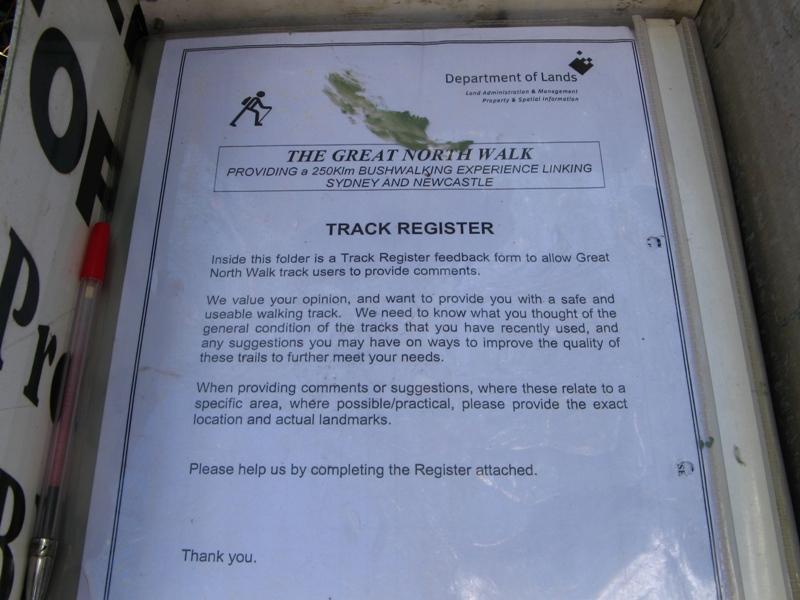 Department of Lands
Land Administration & Management
Property & Spatial Information
THE GREAT NORTH WALK
PROVIDING a 250Klm BUSHWALKING EXPERIENCE LINKING
SYDNEY AND NEWCASTLE
TRACK REGISTER
Inside this folder is a Track Register feedback form to allow Great
North Walk track users to provide comments.
We value your opinion, and want to provide you with a safe and
useable walking track. We need to know what you thought of the
general condition of the tracks that you have recently used, and
any suggestions you may have on ways to improve the quality of
these trails to further meet your needs.
When providing comments or suggestions, where these relate to a
specific area, where possible/practical, please provide the exact
location and actual landmarks.
Please help us by completing the Register attached.
Thank you.